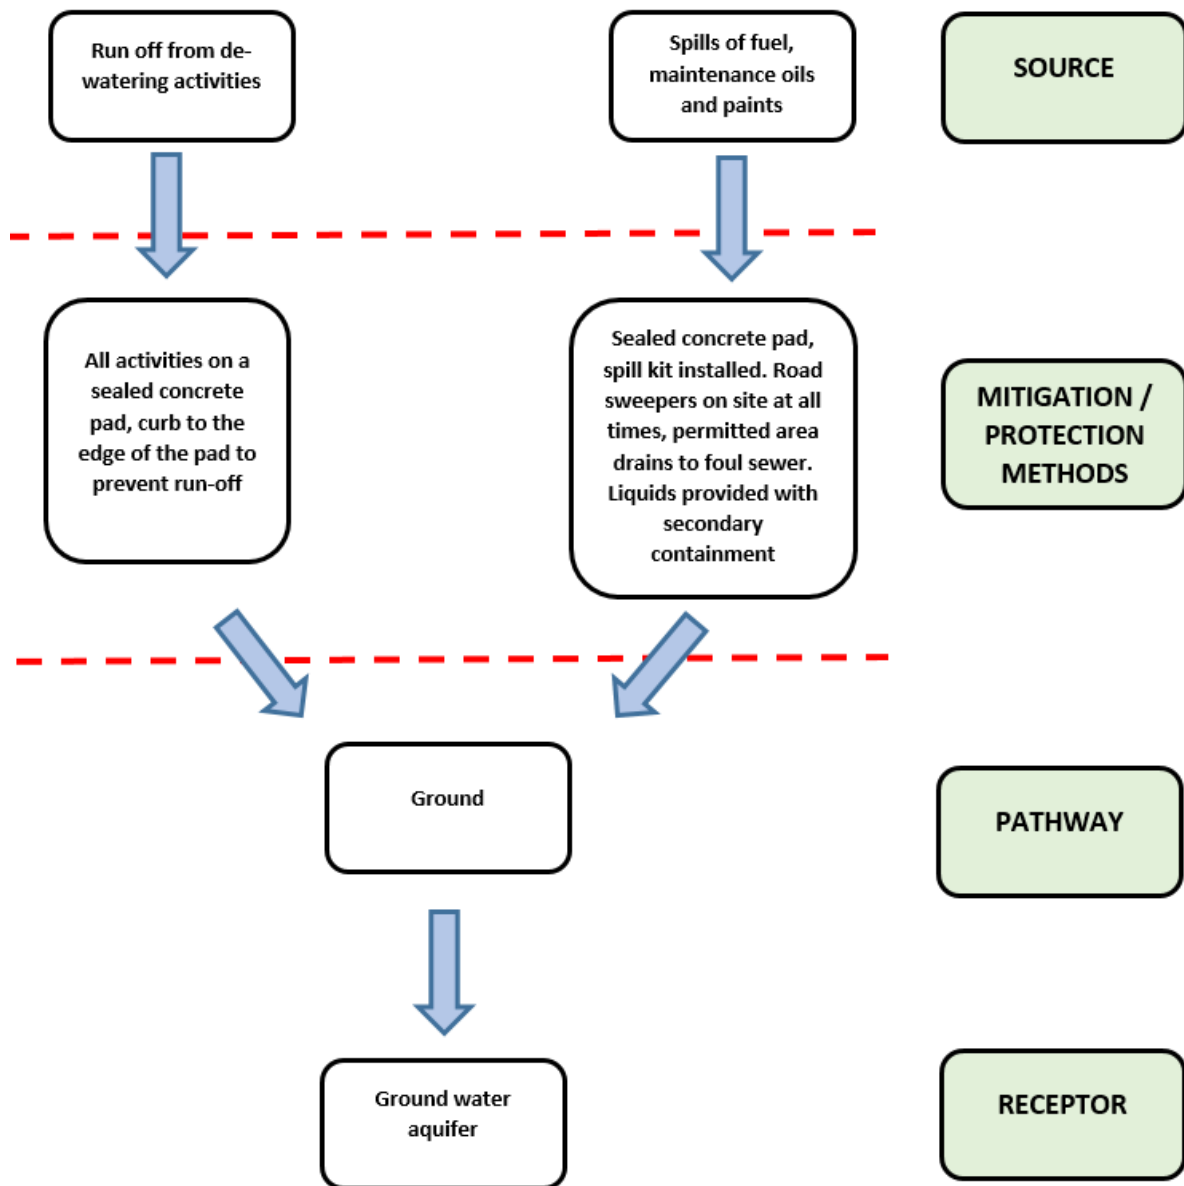 Run off from de-
watering activities
Spills of fuel,
maintenance oils
and paints
SOURCE
All activities on a
sealed concrete
pad, curb to the
edge of the pad to
prevent run-off
Sealed concrete pad,
spill kit installed. Road
sweepers on site at all
times, permitted area
drains to foul sewer.
Liquids provided with
secondary
containment
MITIGATION /
PROTECTION
METHODS
Ground
PATHWAY
Ground water
aquifer
RECEPTOR